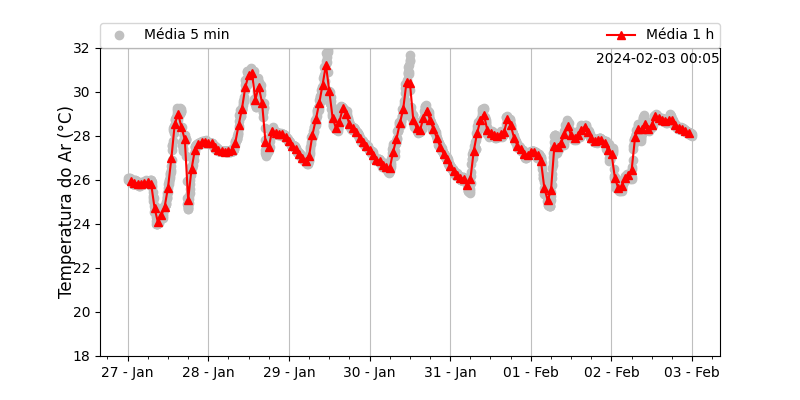 Média 5 min
Média 1 h
2024-02-03 00:05
Temperatura do Ar (°C)
32
30
28
26
24
22
20
18
27 - Jan
28 - Jan
29 - Jan
30 - Jan
31 - Jan
01 - Feb
02 - Feb
03 - Feb